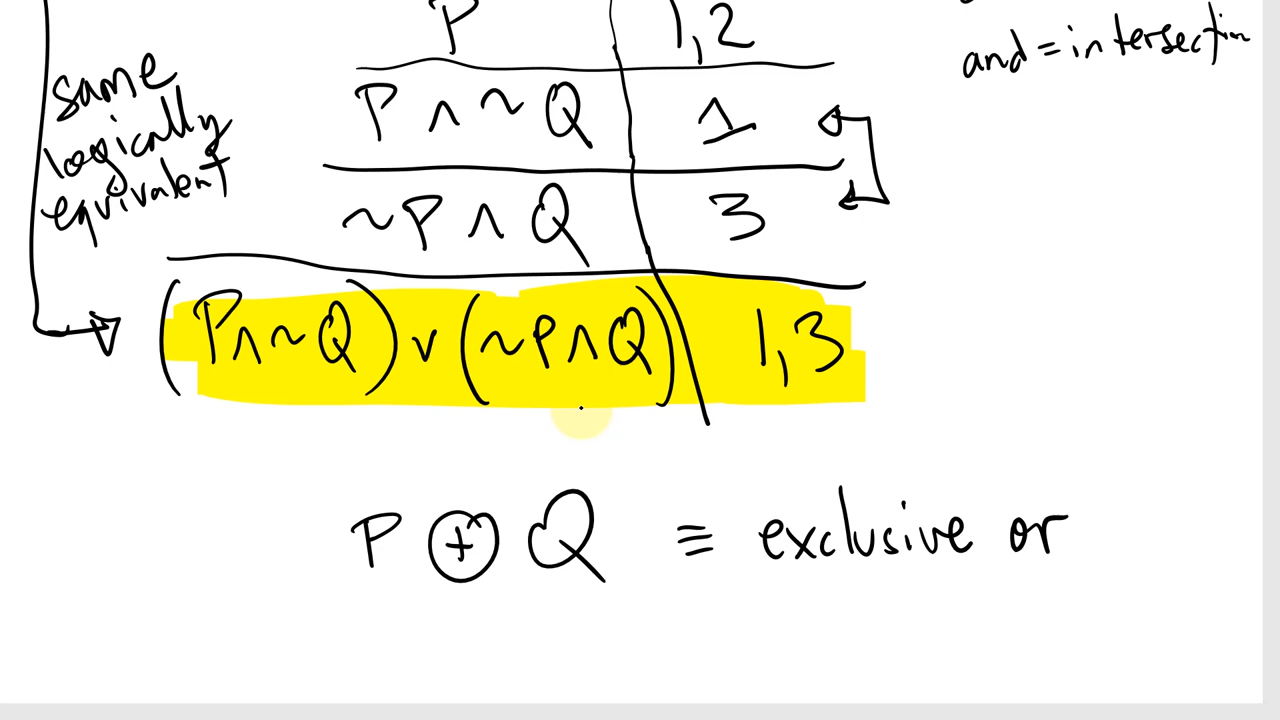 P 1,2
and = intersection
same
logically
equivalent
P ∧ ~Q 1
~P ∧ Q 3
(P∧~Q) ∨ (~P∧Q) 1,3
P ⊕ Q ≡ exclusive or